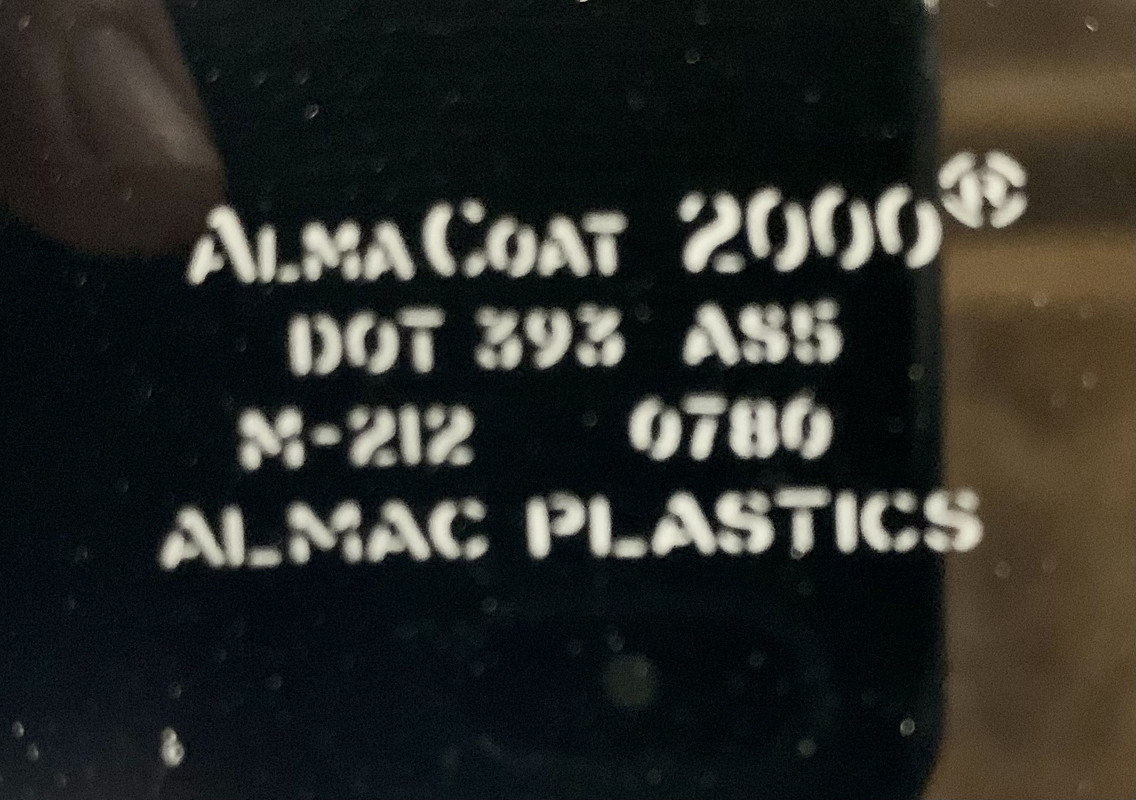 ALMACOAT 2000®
DOT 393 AS5
M-212 0780
ALMAC PLASTICS